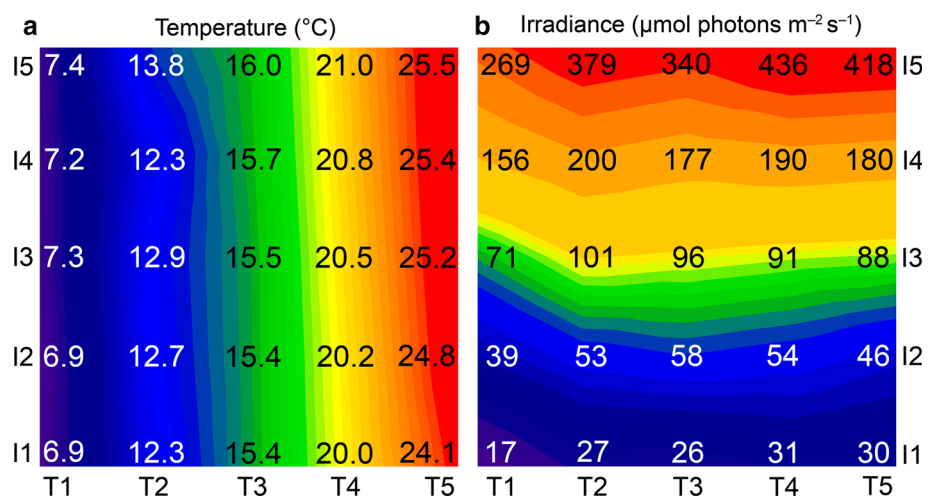 a Temperature (°C)
I5 7.4 13.8 16.0 21.0 25.5
I4 7.2 12.3 15.7 20.8 25.4
I3 7.3 12.9 15.5 20.5 25.2
I2 6.9 12.7 15.4 20.2 24.8
I1 6.9 12.3 15.4 20.0 24.1
T1 T2 T3 T4 T5
b Irradiance (µmol photons m⁻² s⁻¹)
269 379 340 436 418 I5
156 200 177 190 180 I4
71 101 96 91 88 I3
39 53 58 54 46 I2
17 27 26 31 30 I1
T1 T2 T3 T4 T5